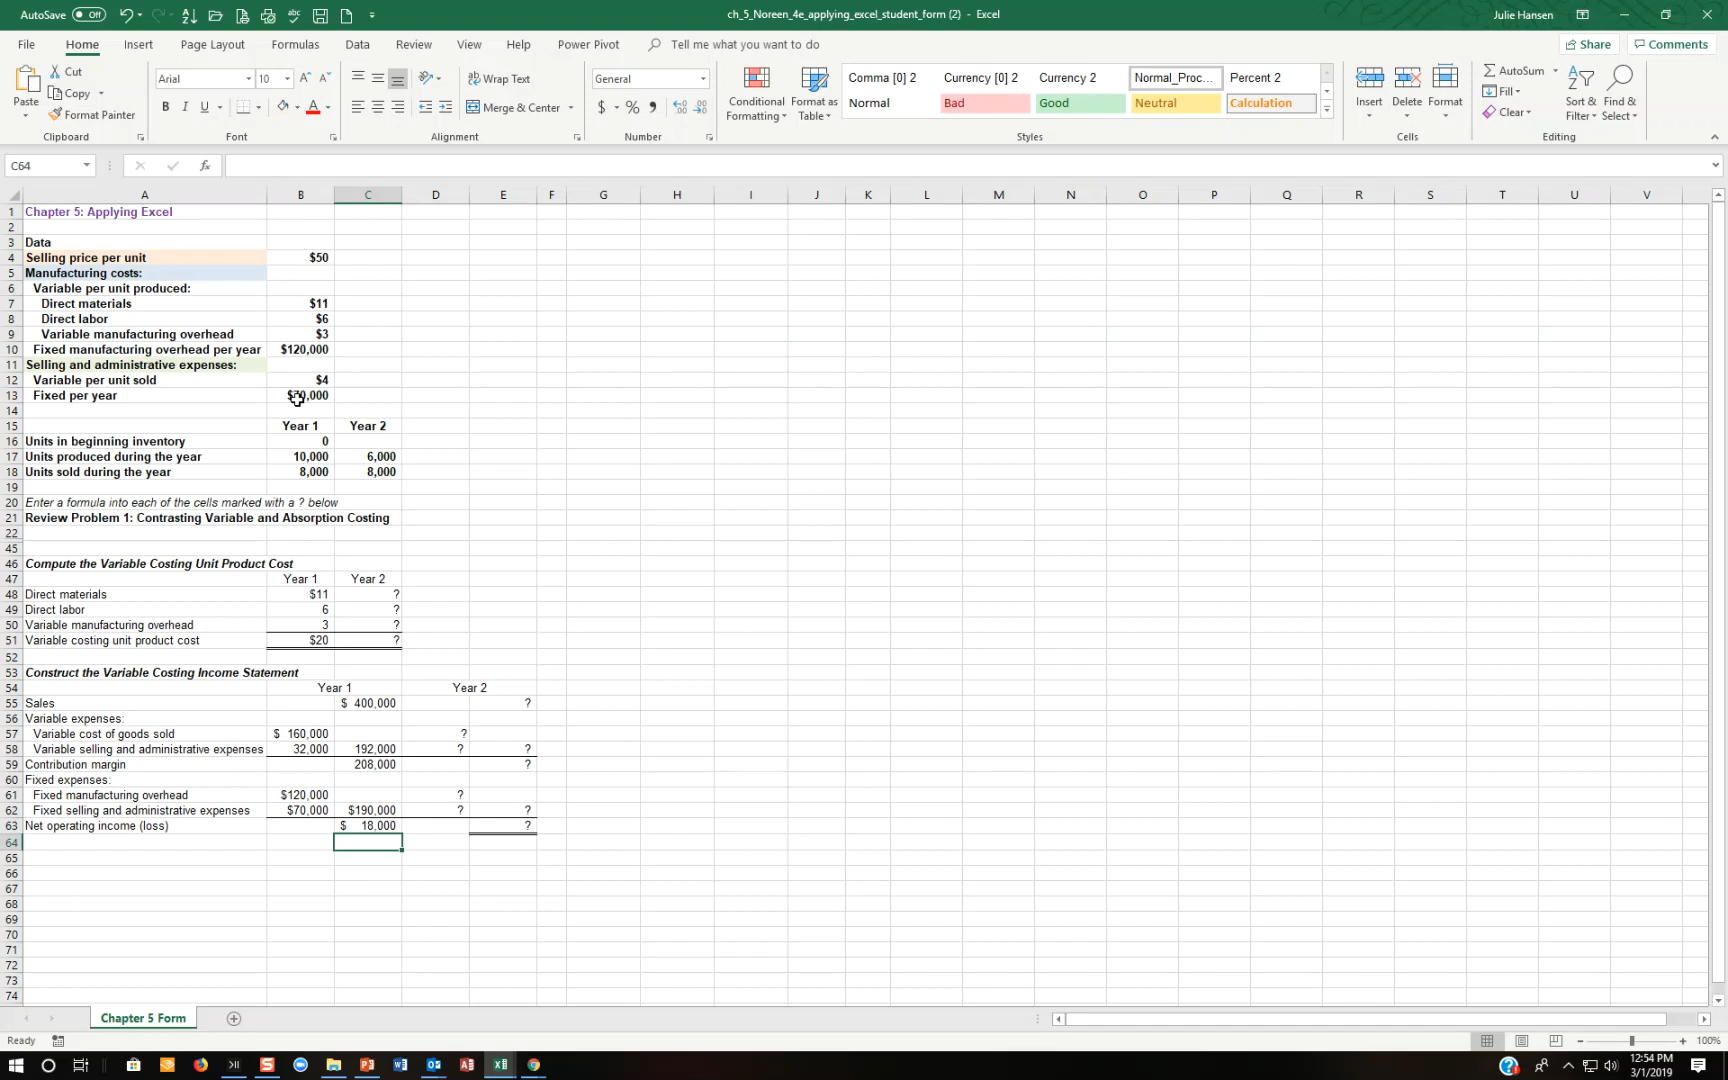 AutoSave Off
ch_5_Noreen_4e_applying_excel_student_form (2) - Excel
Julie Hansen
File Home Insert Page Layout Formulas Data Review View Help Power Pivot Tell me what you want to do
Share Comments
Paste
Cut
Copy
Format Painter
Clipboard
Arial 10
B I U
Font
Wrap Text
Merge & Center
Alignment
General
$ % ,
Number
Conditional Formatting
Format as Table
Comma [0] 2 Currency [0] 2 Currency 2 Normal_Proc... Percent 2
Normal Bad Good Neutral Calculation
Styles
Insert Delete Format
Cells
AutoSum
Fill
Clear
Sort & Filter
Find & Select
Editing
C64 fx
A B C D E F G H I J K L M N O P Q R S T U V
1 Chapter 5: Applying Excel
2
3 Data
4 Selling price per unit $50
5 Manufacturing costs:
6 Variable per unit produced:
7 Direct materials $11
8 Direct labor $6
9 Variable manufacturing overhead $3
10 Fixed manufacturing overhead per year $120,000
11 Selling and administrative expenses:
12 Variable per unit sold $4
13 Fixed per year
14
15 Year 1 Year 2
16 Units in beginning inventory 0
17 Units produced during the year 10,000 6,000
18 Units sold during the year 8,000 8,000
19
20 Enter a formula into each of the cells marked with a ? below
21 Review Problem 1: Contrasting Variable and Absorption Costing
22
45
46 Compute the Variable Costing Unit Product Cost
47 Year 1 Year 2
48 Direct materials $11 ?
49 Direct labor 6 ?
50 Variable manufacturing overhead 3 ?
51 Variable costing unit product cost $20 ?
52
53 Construct the Variable Costing Income Statement
54 Year 1 Year 2
55 Sales $ 400,000 ?
56 Variable expenses:
57 Variable cost of goods sold $ 160,000 ?
58 Variable selling and administrative expenses 32,000 192,000 ? ?
59 Contribution margin 208,000 ?
60 Fixed expenses:
61 Fixed manufacturing overhead $120,000 ?
62 Fixed selling and administrative expenses $70,000 $190,000 ? ?
63 Net operating income (loss) $ 18,000 ?
64
65
66
67
68
69
70
71
72
73
74
Chapter 5 Form
Ready
100%
12:54 PM
3/1/2019